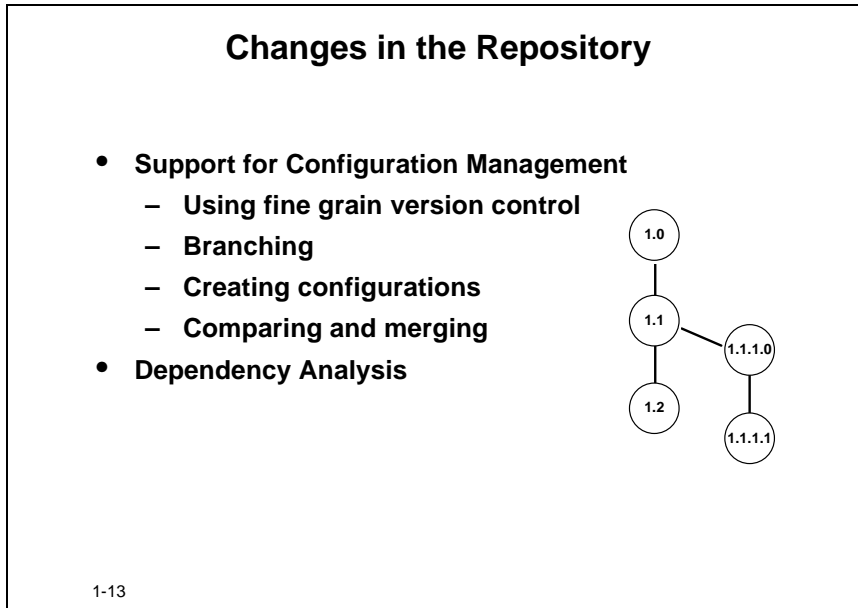 Changes in the Repository
• Support for Configuration Management
– Using fine grain version control
– Branching
– Creating configurations
– Comparing and merging
• Dependency Analysis
1.0
1.1
1.1.1.0
1.2
1.1.1.1
1-13